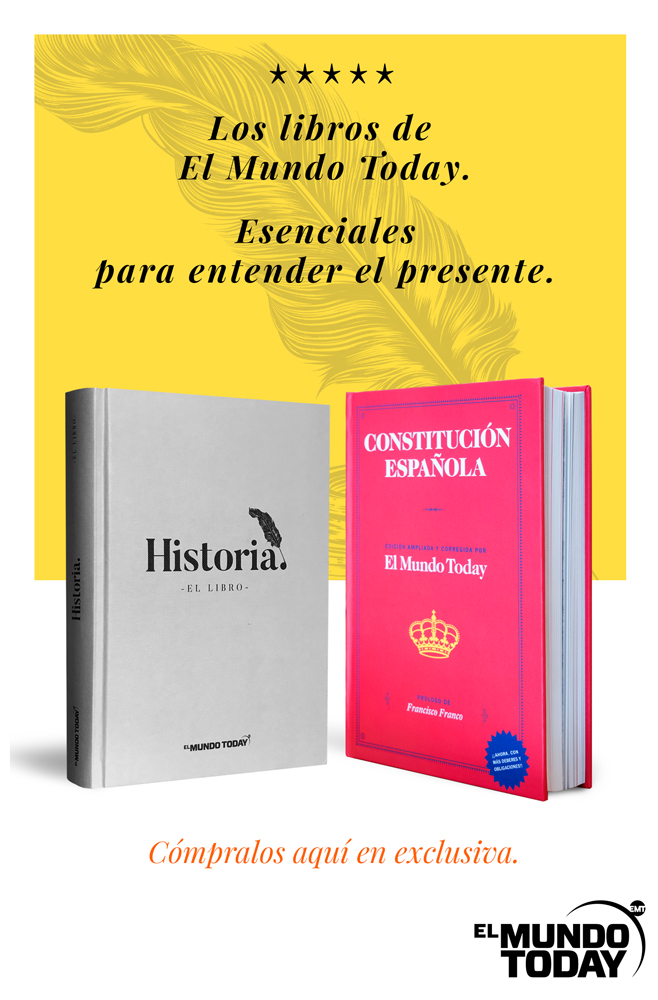 Los libros de
El Mundo Today.
Esenciales
para entender el presente.
EL LIBRO
Historia.
EL MUNDO TODAY
Historia.
-EL LIBRO-
EL MUNDO TODAY
CONSTITUCIÓN
ESPAÑOLA
EDICIÓN AMPLIADA Y CORREGIDA POR
El Mundo Today
PRÓLOGO DE
Francisco Franco
¡AHORA, CON
MÁS DEBERES Y
OBLIGACIONES!
Cómpralos aquí en exclusiva.
EMT
EL MUNDO
TODAY